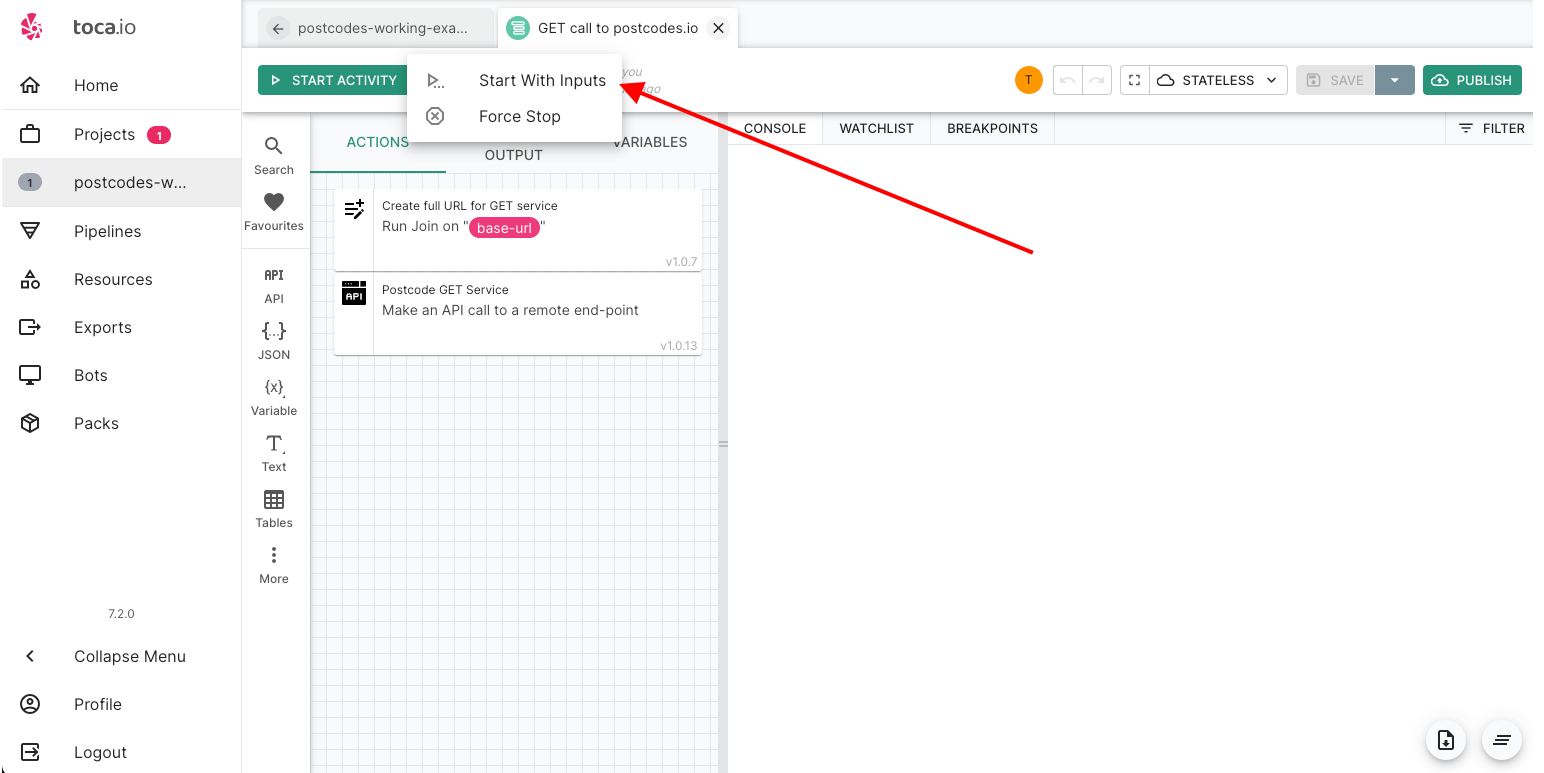 toca.io
Home
Projects 1
1 postcodes-w...
Pipelines
Resources
Exports
Bots
Packs
7.2.0
Collapse Menu
Profile
Logout
postcodes-working-exa...
GET call to postcodes.io
START ACTIVITY
Start With Inputs
Force Stop
you
ago
T
STATELESS
SAVE
PUBLISH
Search
Favourites
API
API
{...}
JSON
{x}
Variable
T
Text
Tables
More
ACTIONS
OUTPUT
VARIABLES
Create full URL for GET service
Run Join on "base-url"
v1.0.7
API
Postcode GET Service
Make an API call to a remote end-point
v1.0.13
CONSOLE
WATCHLIST
BREAKPOINTS
FILTER